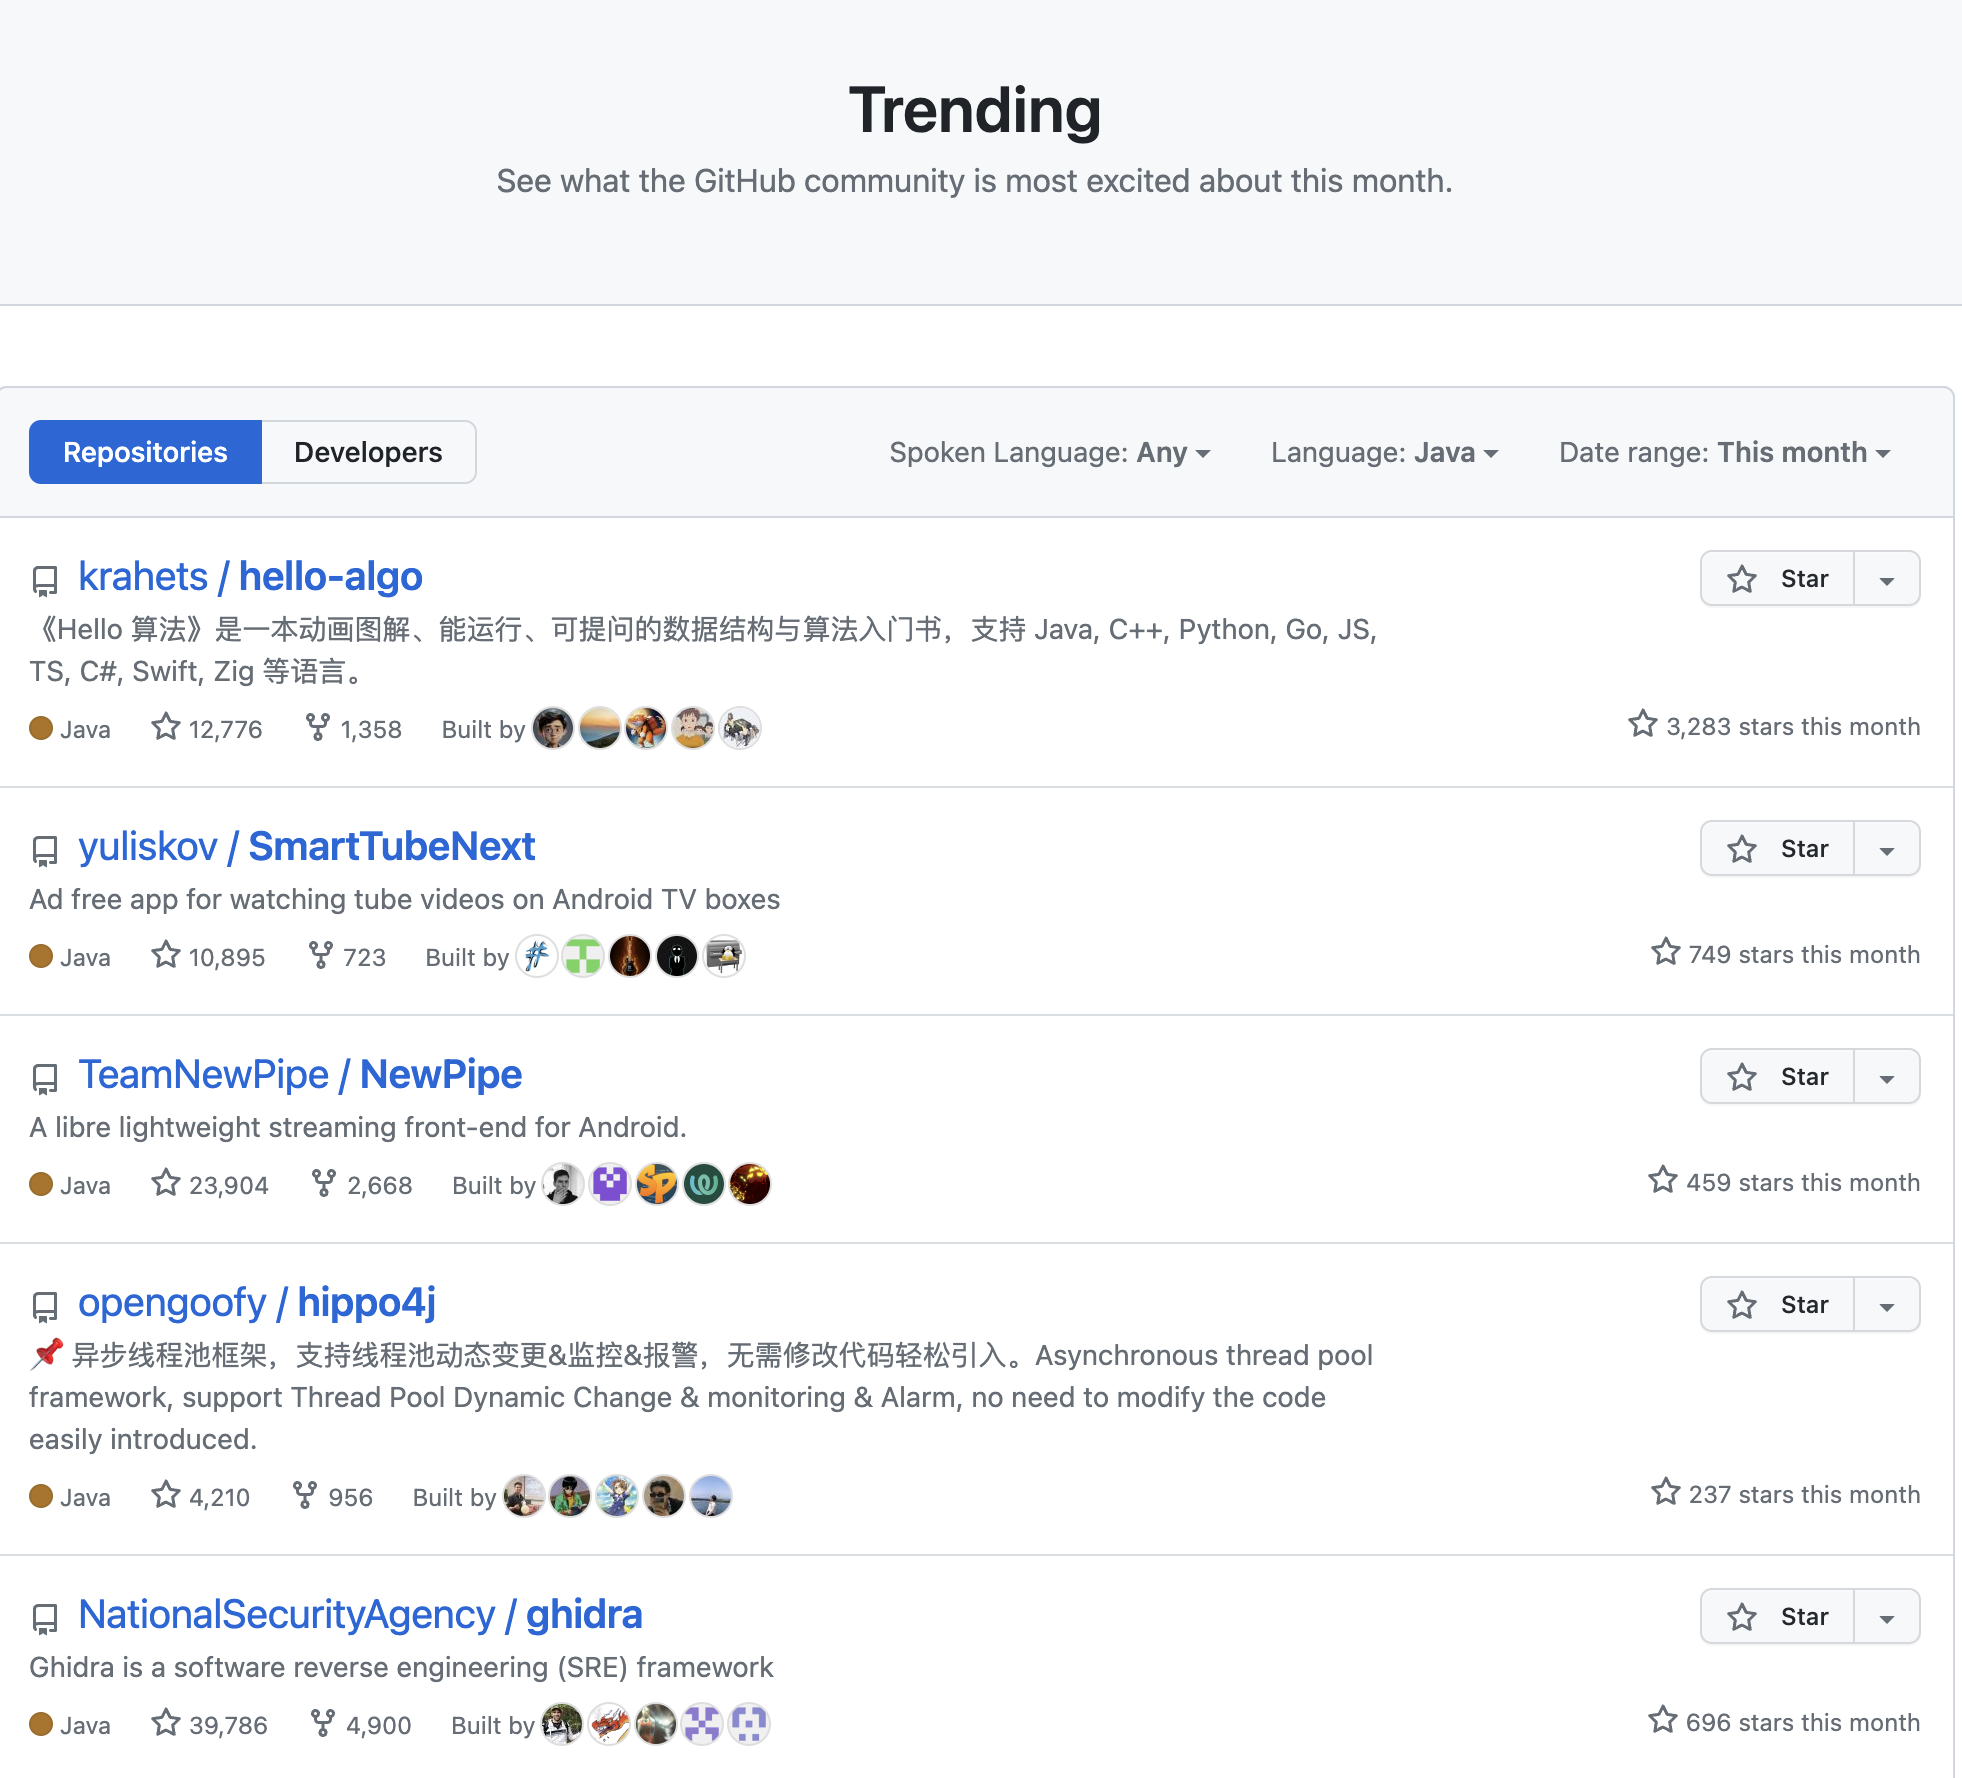 Trending
See what the GitHub community is most excited about this month.
Repositories Developers Spoken Language: Any Language: Java Date range: This month
krahets / hello-algo Star
《Hello 算法》是一本动画图解、能运行、可提问的数据结构与算法入门书，支持 Java, C++, Python, Go, JS,
TS, C#, Swift, Zig 等语言。
Java 12,776 1,358 Built by 3,283 stars this month
yuliskov / SmartTubeNext Star
Ad free app for watching tube videos on Android TV boxes
Java 10,895 723 Built by 749 stars this month
TeamNewPipe / NewPipe Star
A libre lightweight streaming front-end for Android.
Java 23,904 2,668 Built by 459 stars this month
opengoofy / hippo4j Star
📌 异步线程池框架，支持线程池动态变更&监控&报警，无需修改代码轻松引入。Asynchronous thread pool
framework, support Thread Pool Dynamic Change & monitoring & Alarm, no need to modify the code
easily introduced.
Java 4,210 956 Built by 237 stars this month
NationalSecurityAgency / ghidra Star
Ghidra is a software reverse engineering (SRE) framework
Java 39,786 4,900 Built by 696 stars this month